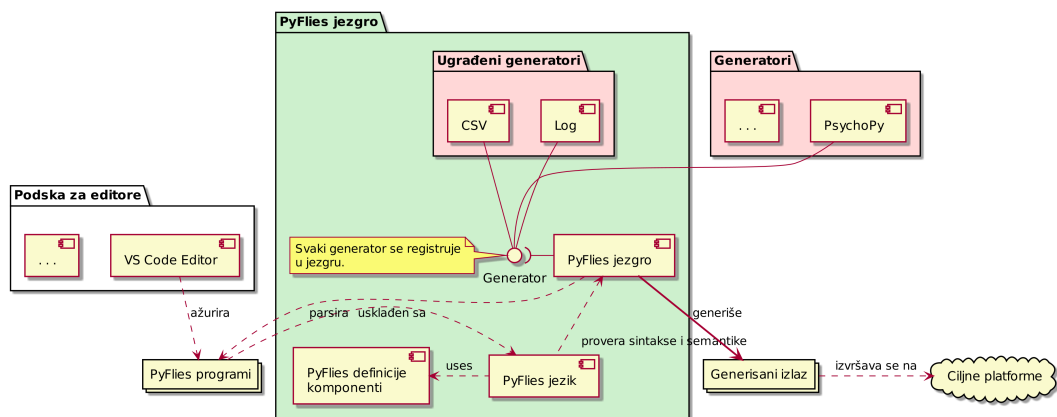 PyFlies jezgro
Ugrađeni generatori
Generatori
CSV
Log
. . .
PsychoPy
Podska za editore
. . .
VS Code Editor
Svaki generator se registruje
u jezgru.
Generator
PyFlies jezgro
ažurira
parsira
usklađen sa
generiše
provera sintakse i semantike
PyFlies programi
PyFlies definicije
komponenti
uses
PyFlies jezik
Generisani izlaz
izvršava se na
Ciljne platforme